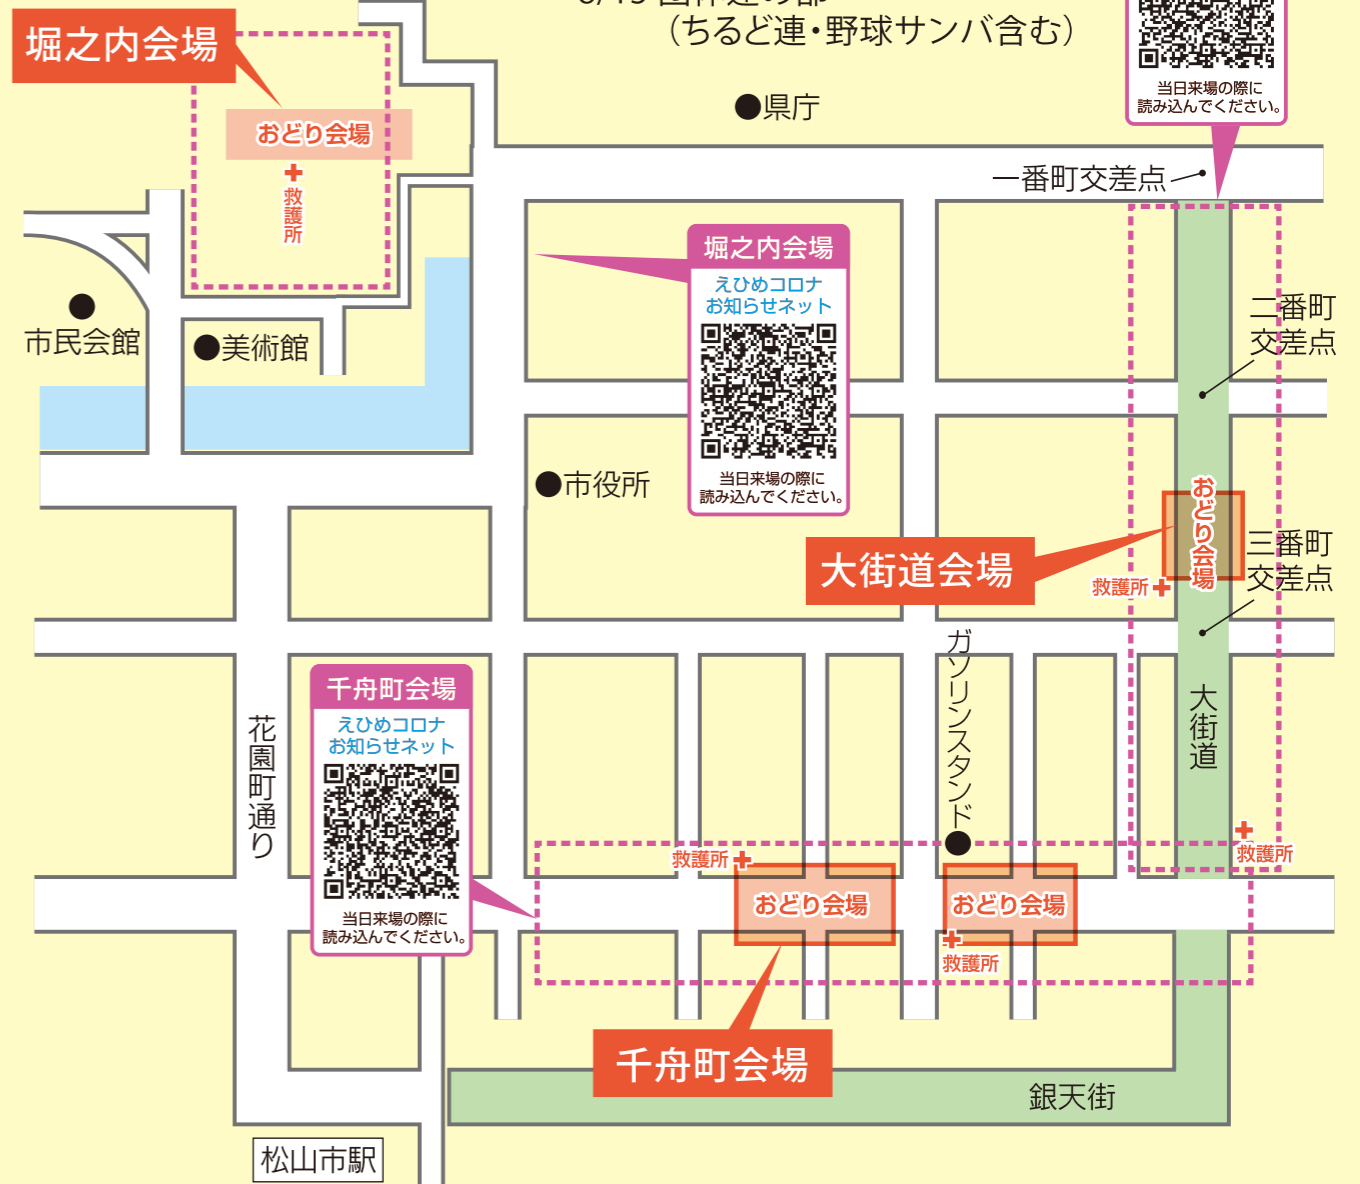 (ちるど連・野球サンバ含む)
堀之内会場
おどり会場
救護所
県庁
当日来場の際に
読み込んでください。
一番町交差点
堀之内会場
えひめコロナ
お知らせネット
当日来場の際に
読み込んでください。
二番町
交差点
市民会館
美術館
市役所
大街道会場
おどり会場
救護所
三番町
交差点
千舟町会場
えひめコロナ
お知らせネット
当日来場の際に
読み込んでください。
花園町通り
ガソリンスタンド
大街道
救護所
おどり会場
おどり会場
救護所
救護所
千舟町会場
銀天街
松山市駅